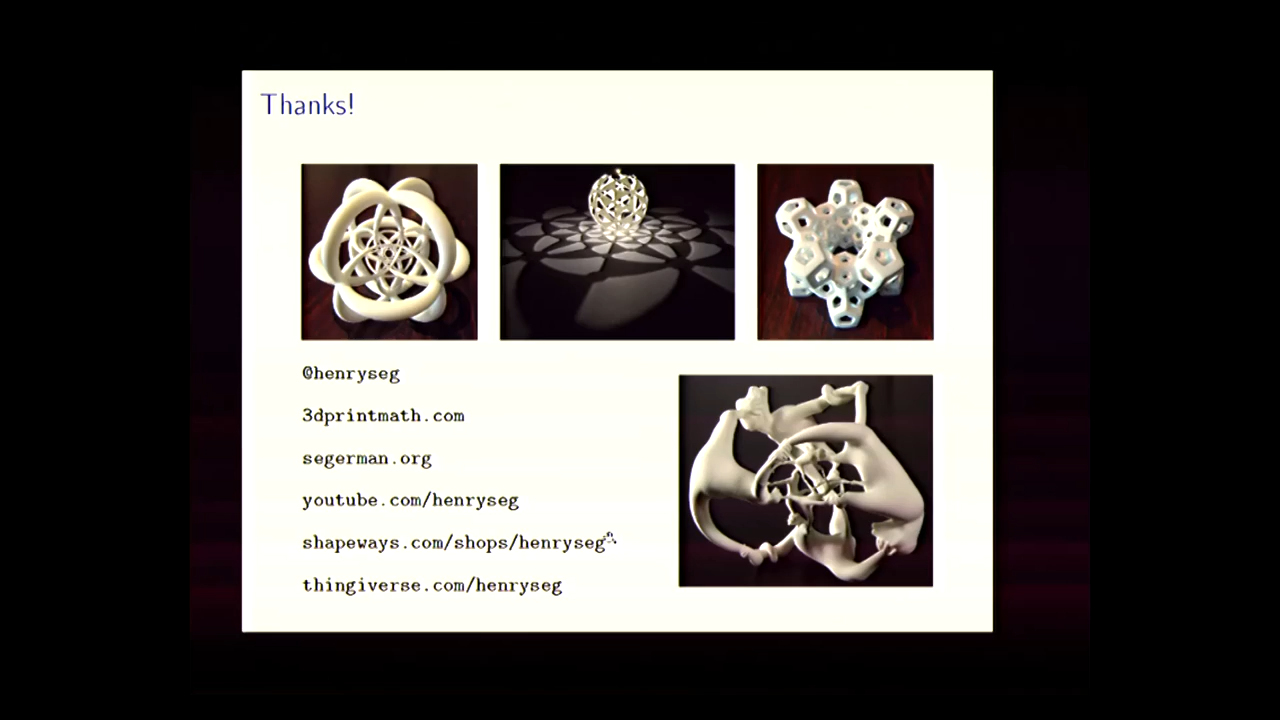 Thanks!
@henryseg
3dprintmath.com
segerman.org
youtube.com/henryseg
shapeways.com/shops/henryseg
thingiverse.com/henryseg